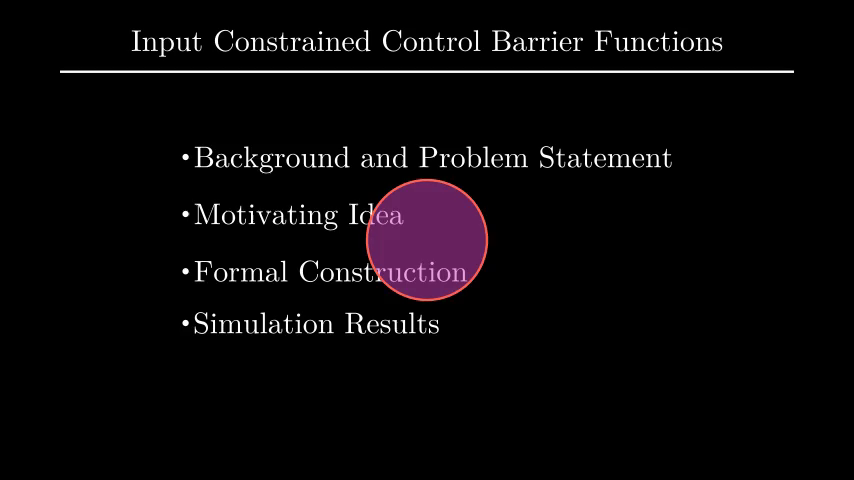 Input Constrained Control Barrier Functions
•Background and Problem Statement
•Motivating Idea
•Formal Construction
•Simulation Results